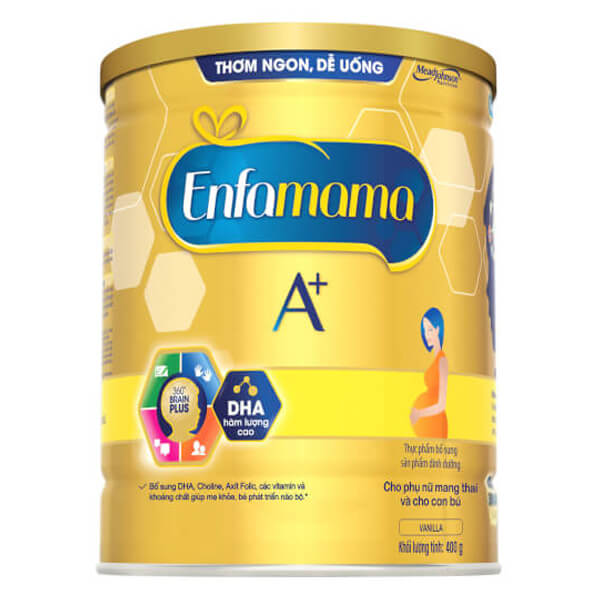 THƠM NGON, DỄ UỐNG
MeadJohnson
Nutrition
Enfamama
A+
360°
BRAIN
PLUS
DHA
hàm lượng
cao
Bổ sung DHA, Choline, Axit Folic, các vitamin và
khoáng chất giúp mẹ khỏe, bé phát triển não bộ.*
Thực phẩm bổ sung
sản phẩm dinh dưỡng
Cho phụ nữ mang thai
và cho con bú
VANILLA
Khối lượng tịnh: 400 g